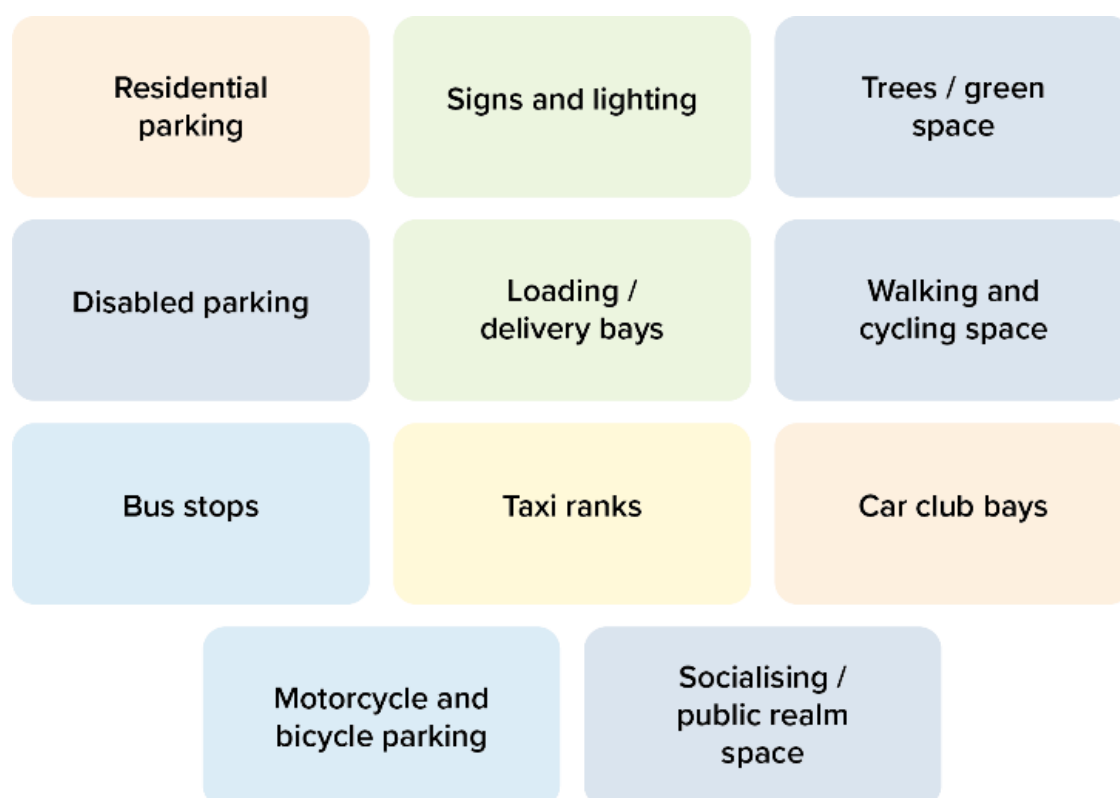 Residential
parking
Signs and lighting
Trees / green
space
Disabled parking
Loading /
delivery bays
Walking and
cycling space
Bus stops
Taxi ranks
Car club bays
Motorcycle and
bicycle parking
Socialising /
public realm
space